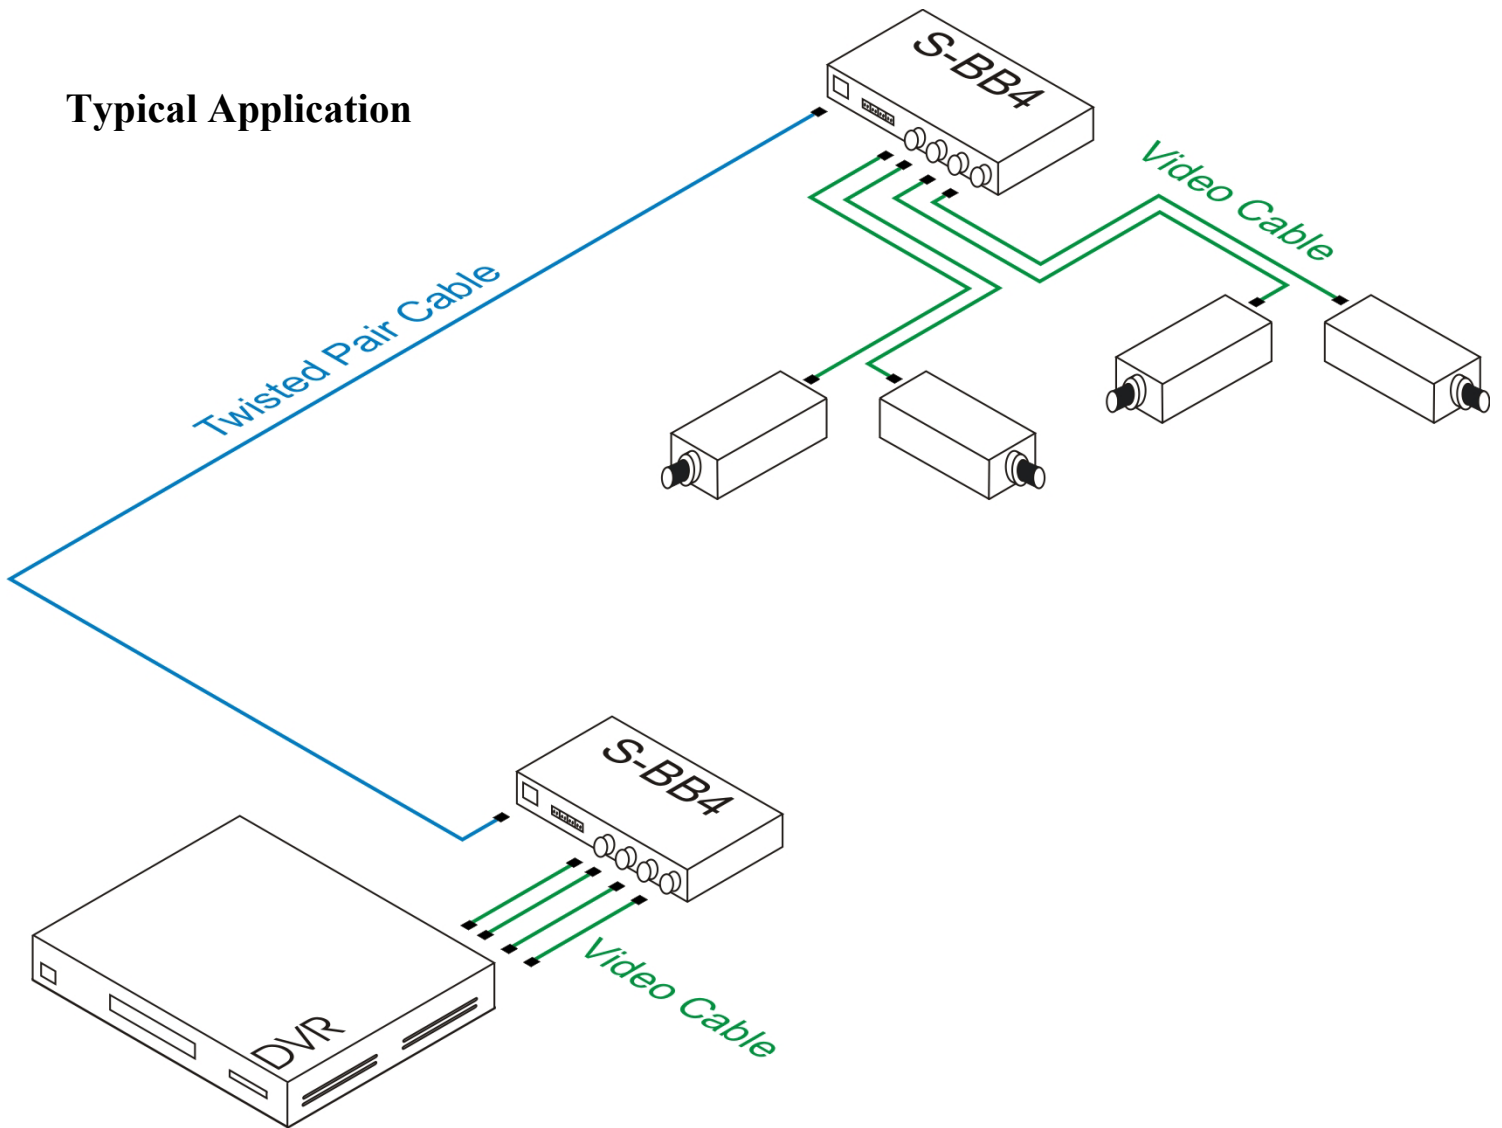 Typical Application
S-BB4
Video Cable
Twisted Pair Cable
S-BB4
Video Cable
DVR